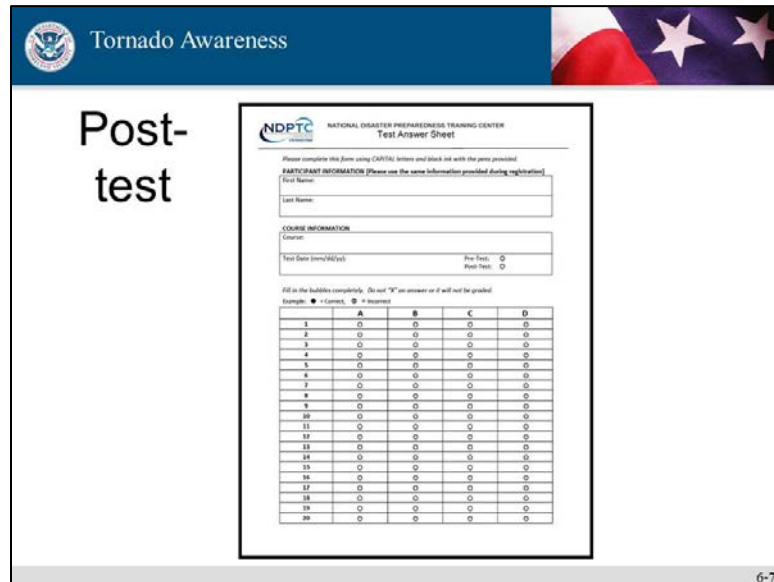 Tornado Awareness
Post-
test
NDPTC
NATIONAL DISASTER PREPAREDNESS TRAINING CENTER
Test Answer Sheet
Please complete this form using CAPITAL letters and black ink with the pens provided.
PARTICIPANT INFORMATION [Please use the same information provided during registration]
First Name:
Last Name:
COURSE INFORMATION
Course:
Test Date (mm/dd/yy): Pre-Test: O
Post-Test: O
Fill in the bubbles completely. Do not "X" an answer or it will not be graded.
Example: = Correct, = Incorrect
A B C D
1
2
3
4
5
6
7
8
9
10
11
12
13
14
15
16
17
18
19
20
6-7